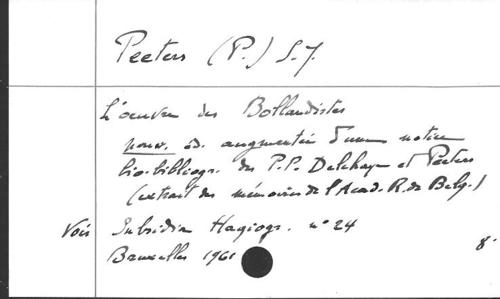 Peeters (P.) S.J.
L'œuvre des Bollandistes
nouv. éd. augmentée d'une notice
bio-bibliogr. des P.P. Delehaye et Peeters
(extrait des mémoires de l'Acad. R. de Belg.)
Voir Subsidia Hagiogr. n° 24
Bruxelles 1961
8°